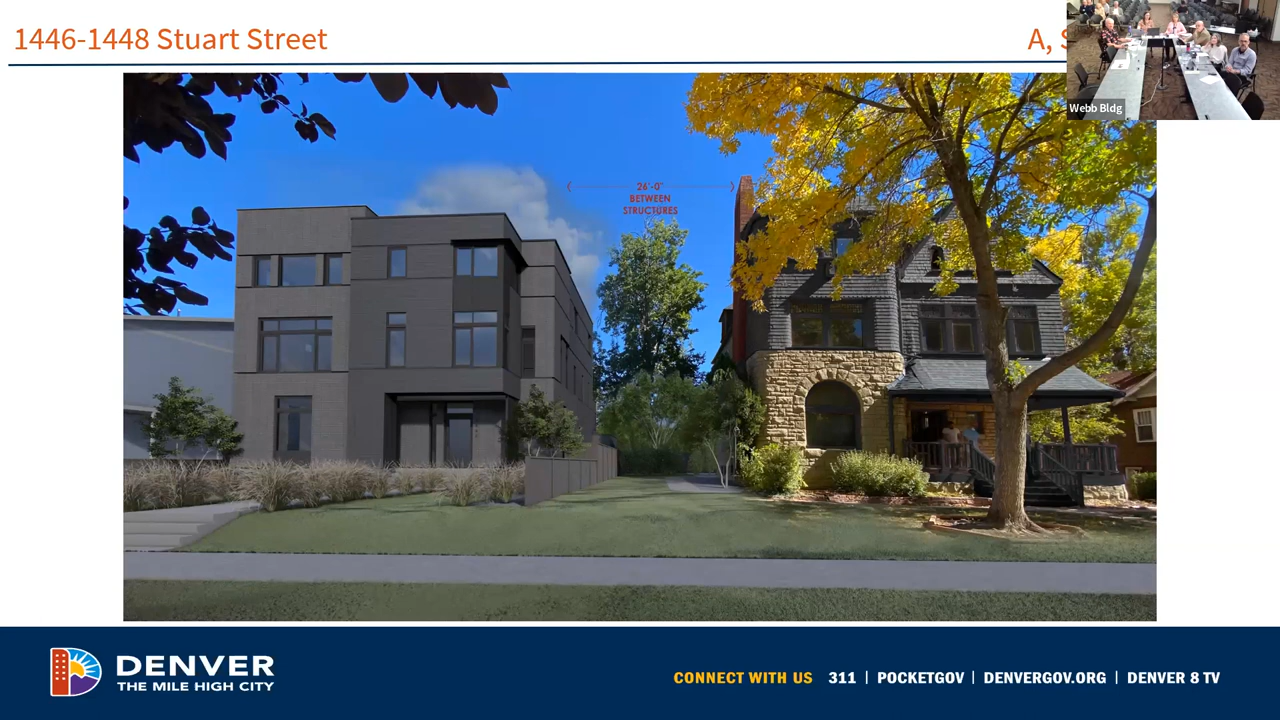 1446-1448 Stuart Street
A,
Webb Bldg
26'-0"
BETWEEN
STRUCTURES
DENVER
THE MILE HIGH CITY
CONNECT WITH US 311 | POCKETGOV | DENVERGOV.ORG | DENVER 8 TV